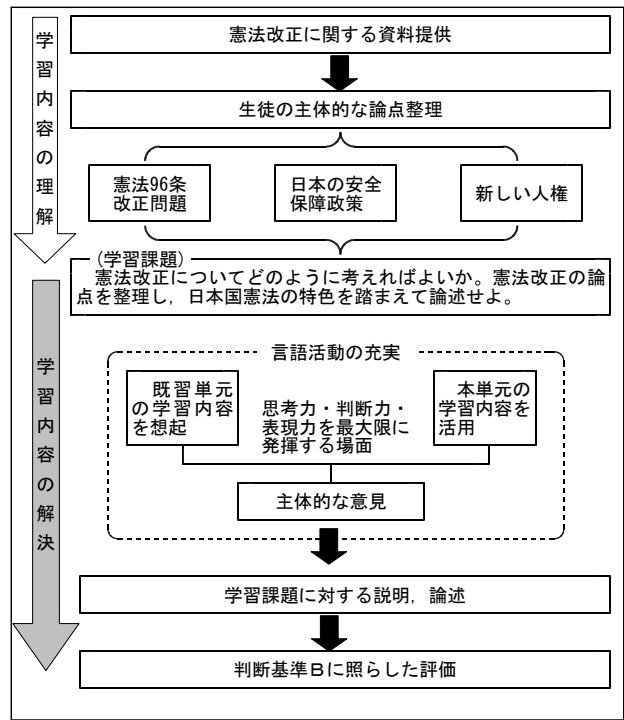 学習内容の理解
憲法改正に関する資料提供
生徒の主体的な論点整理
憲法96条
改正問題
日本の安全
保障政策
新しい人権
(学習課題)
憲法改正についてどのように考えればよいか。憲法改正の論
点を整理し,日本国憲法の特色を踏まえて論述せよ。
学習内容の解決
言語活動の充実
既習単元
の学習内容
を想起
思考力・判断力・
表現力を最大限に
発揮する場面
本単元の
学習内容を
活用
主体的な意見
学習課題に対する説明,論述
判断基準Bに照らした評価